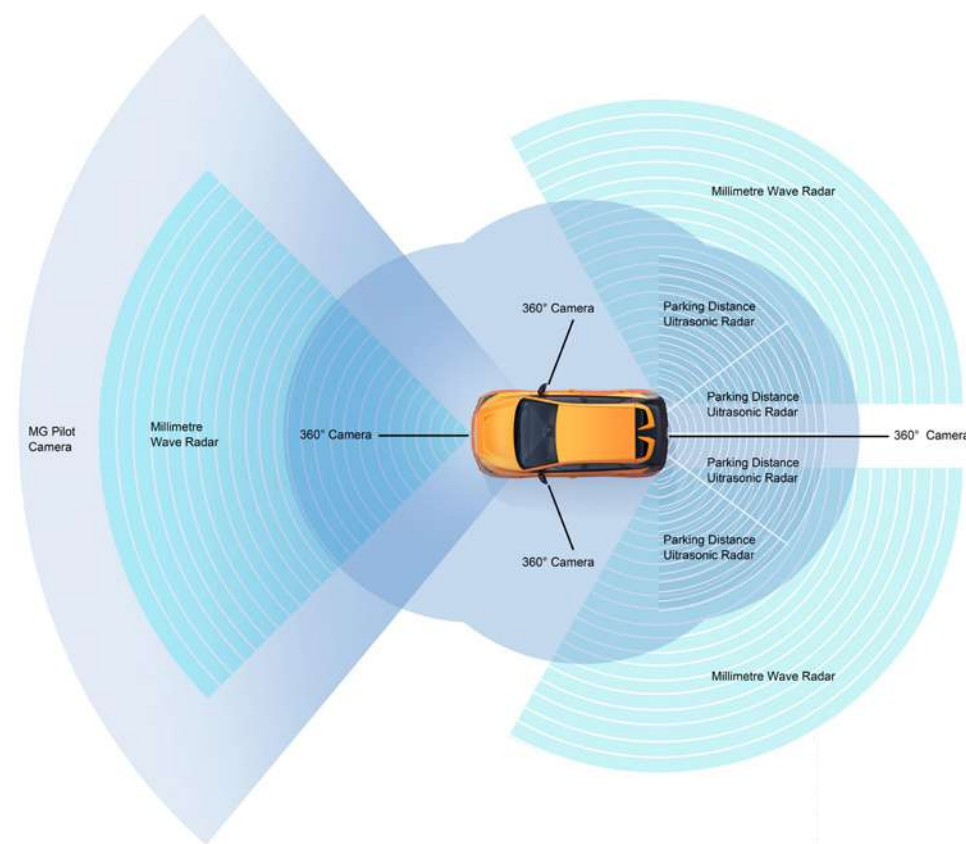 Millimetre Wave Radar
360° Camera
Parking Distance
Uitrasonic Radar
Parking Distance
Uitrasonic Radar
MG Pilot
Camera
Millimetre
Wave Radar
360° Camera
360° Camera
Parking Distance
Uitrasonic Radar
Parking Distance
Uitrasonic Radar
360° Camera
Millimetre Wave Radar